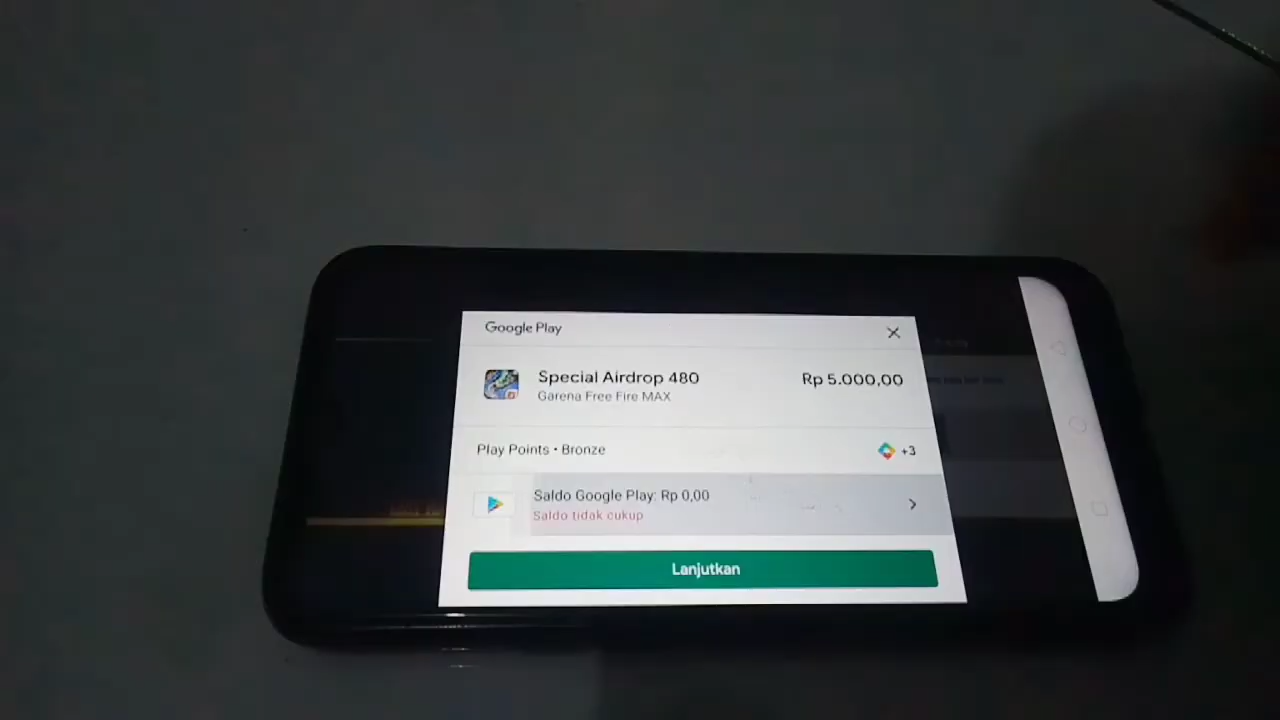 Google Play
Special Airdrop 480
Rp 5.000,00
Garena Free Fire MAX
Play Points • Bronze
+3
Saldo Google Play: Rp 0,00
Saldo tidak cukup
Lanjutkan